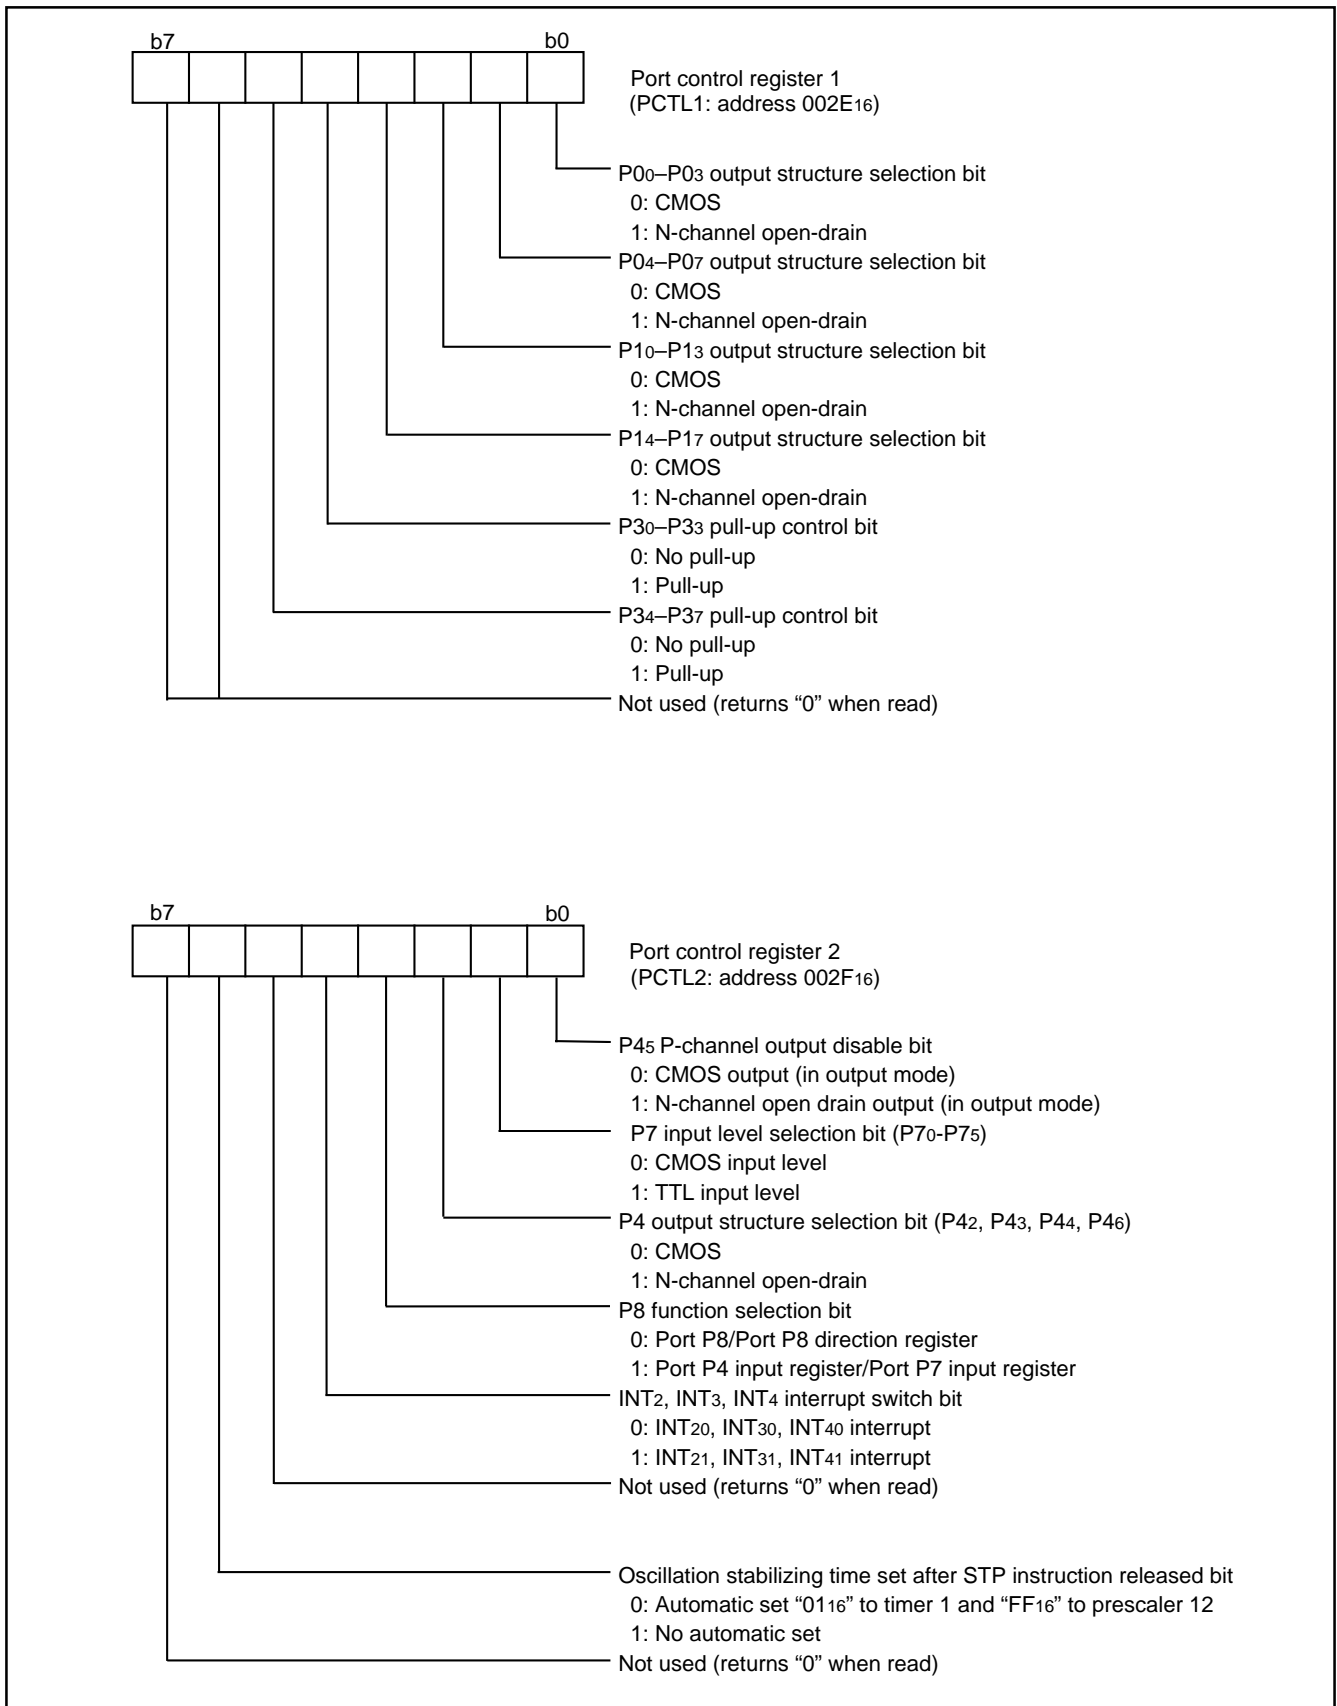 b7 b0
Port control register 1
(PCTL1: address 002E16)
P00–P03 output structure selection bit
0: CMOS
1: N-channel open-drain
P04–P07 output structure selection bit
0: CMOS
1: N-channel open-drain
P10–P13 output structure selection bit
0: CMOS
1: N-channel open-drain
P14–P17 output structure selection bit
0: CMOS
1: N-channel open-drain
P30–P33 pull-up control bit
0: No pull-up
1: Pull-up
P34–P37 pull-up control bit
0: No pull-up
1: Pull-up
Not used (returns “0” when read)
b7 b0
Port control register 2
(PCTL2: address 002F16)
P45 P-channel output disable bit
0: CMOS output (in output mode)
1: N-channel open drain output (in output mode)
P7 input level selection bit (P70-P75)
0: CMOS input level
1: TTL input level
P4 output structure selection bit (P42, P43, P44, P46)
0: CMOS
1: N-channel open-drain
P8 function selection bit
0: Port P8/Port P8 direction register
1: Port P4 input register/Port P7 input register
INT2, INT3, INT4 interrupt switch bit
0: INT20, INT30, INT40 interrupt
1: INT21, INT31, INT41 interrupt
Not used (returns “0” when read)
Oscillation stabilizing time set after STP instruction released bit
0: Automatic set “0116” to timer 1 and “FF16” to prescaler 12
1: No automatic set
Not used (returns “0” when read)